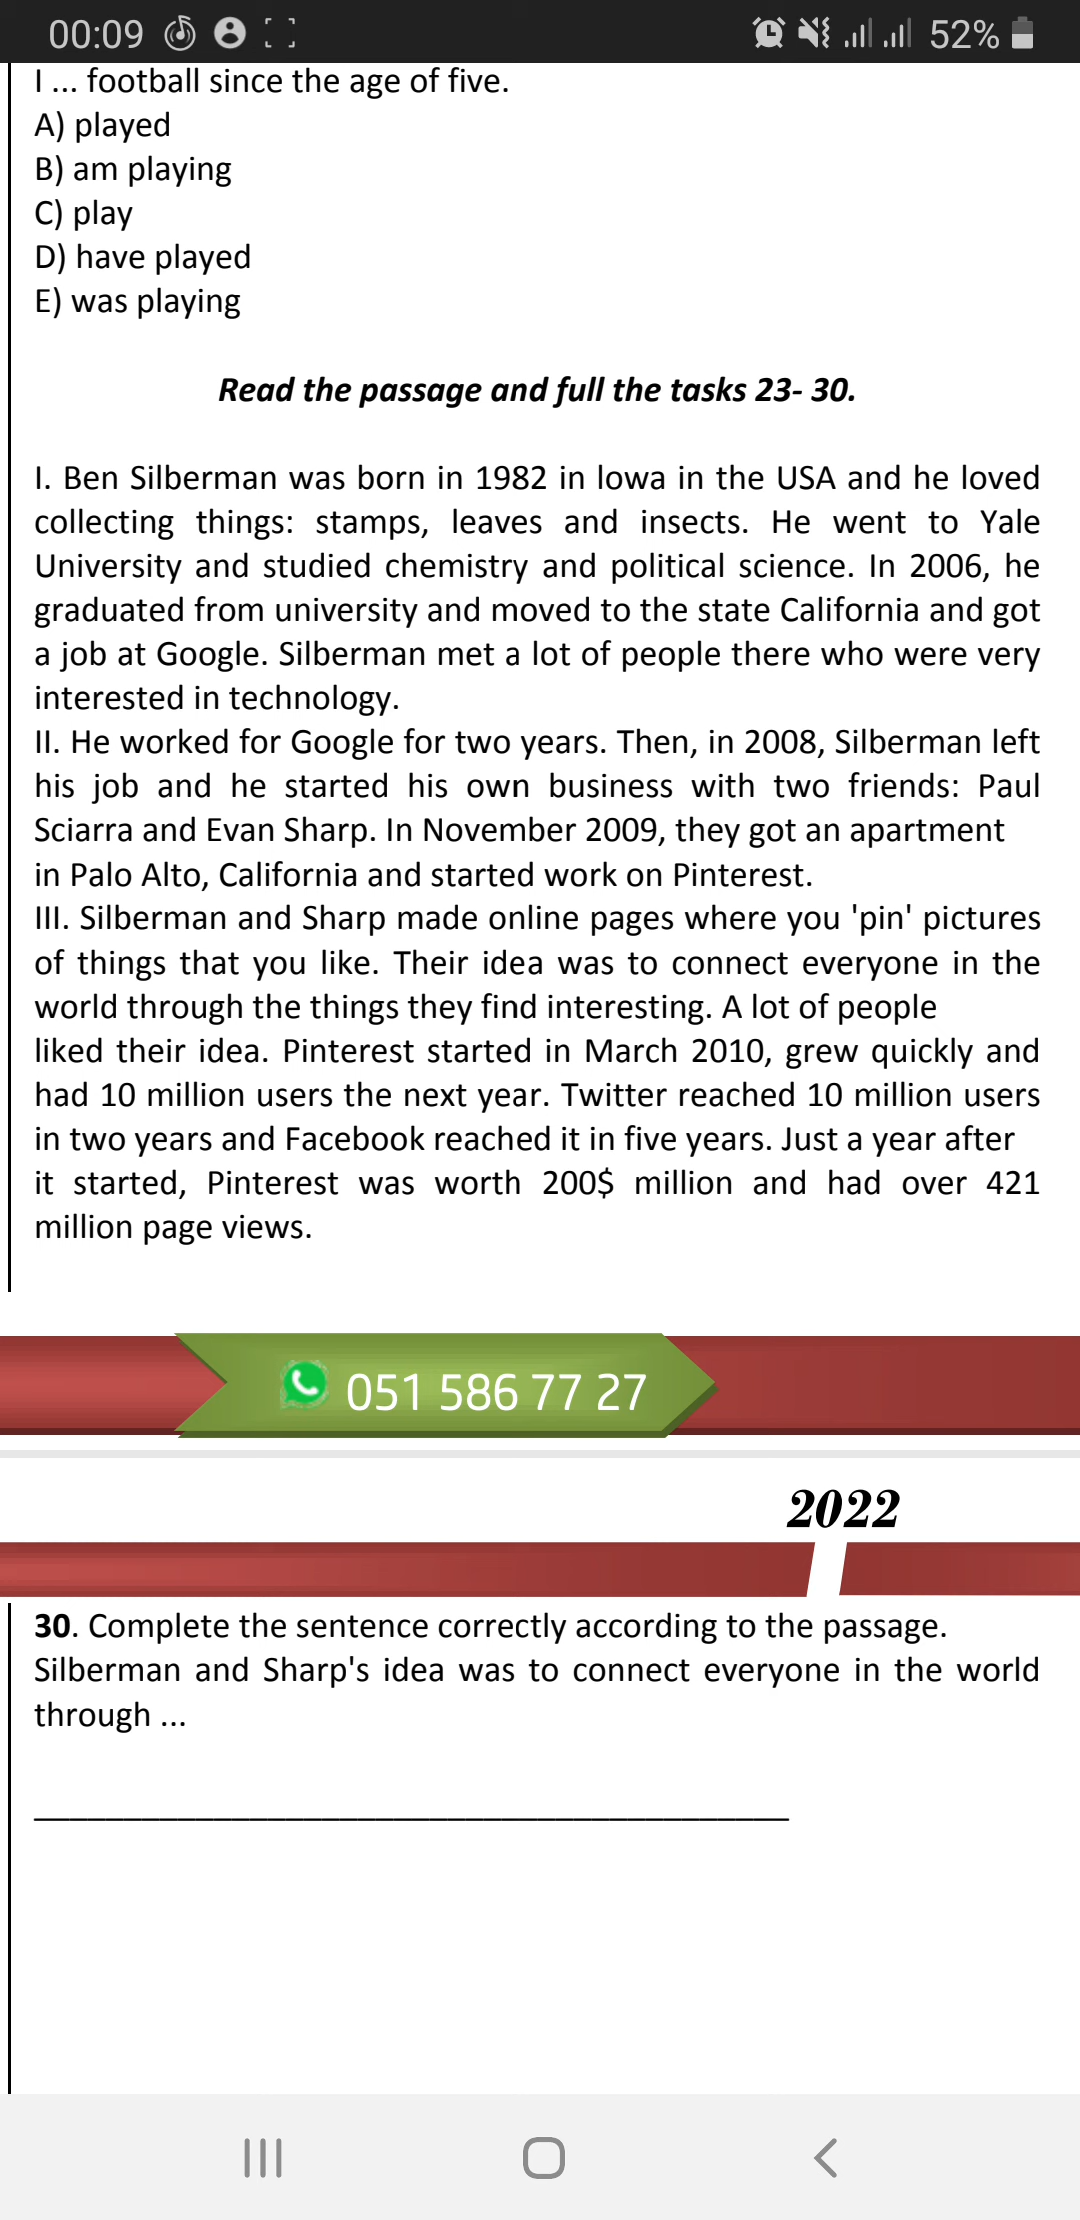 00:09
52%
I ... football since the age of five.
A) played
B) am playing
C) play
D) have played
E) was playing
Read the passage and full the tasks 23- 30.
I. Ben Silberman was born in 1982 in lowa in the USA and he loved
collecting things: stamps, leaves and insects. He went to Yale
University and studied chemistry and political science. In 2006, he
graduated from university and moved to the state California and got
a job at Google. Silberman met a lot of people there who were very
interested in technology.
II. He worked for Google for two years. Then, in 2008, Silberman left
his job and he started his own business with two friends: Paul
Sciarra and Evan Sharp. In November 2009, they got an apartment
in Palo Alto, California and started work on Pinterest.
III. Silberman and Sharp made online pages where you 'pin' pictures
of things that you like. Their idea was to connect everyone in the
world through the things they find interesting. A lot of people
liked their idea. Pinterest started in March 2010, grew quickly and
had 10 million users the next year. Twitter reached 10 million users
in two years and Facebook reached it in five years. Just a year after
it started, Pinterest was worth 200$ million and had over 421
million page views.
051 586 77 27
2022
30. Complete the sentence correctly according to the passage.
Silberman and Sharp's idea was to connect everyone in the world
through ...